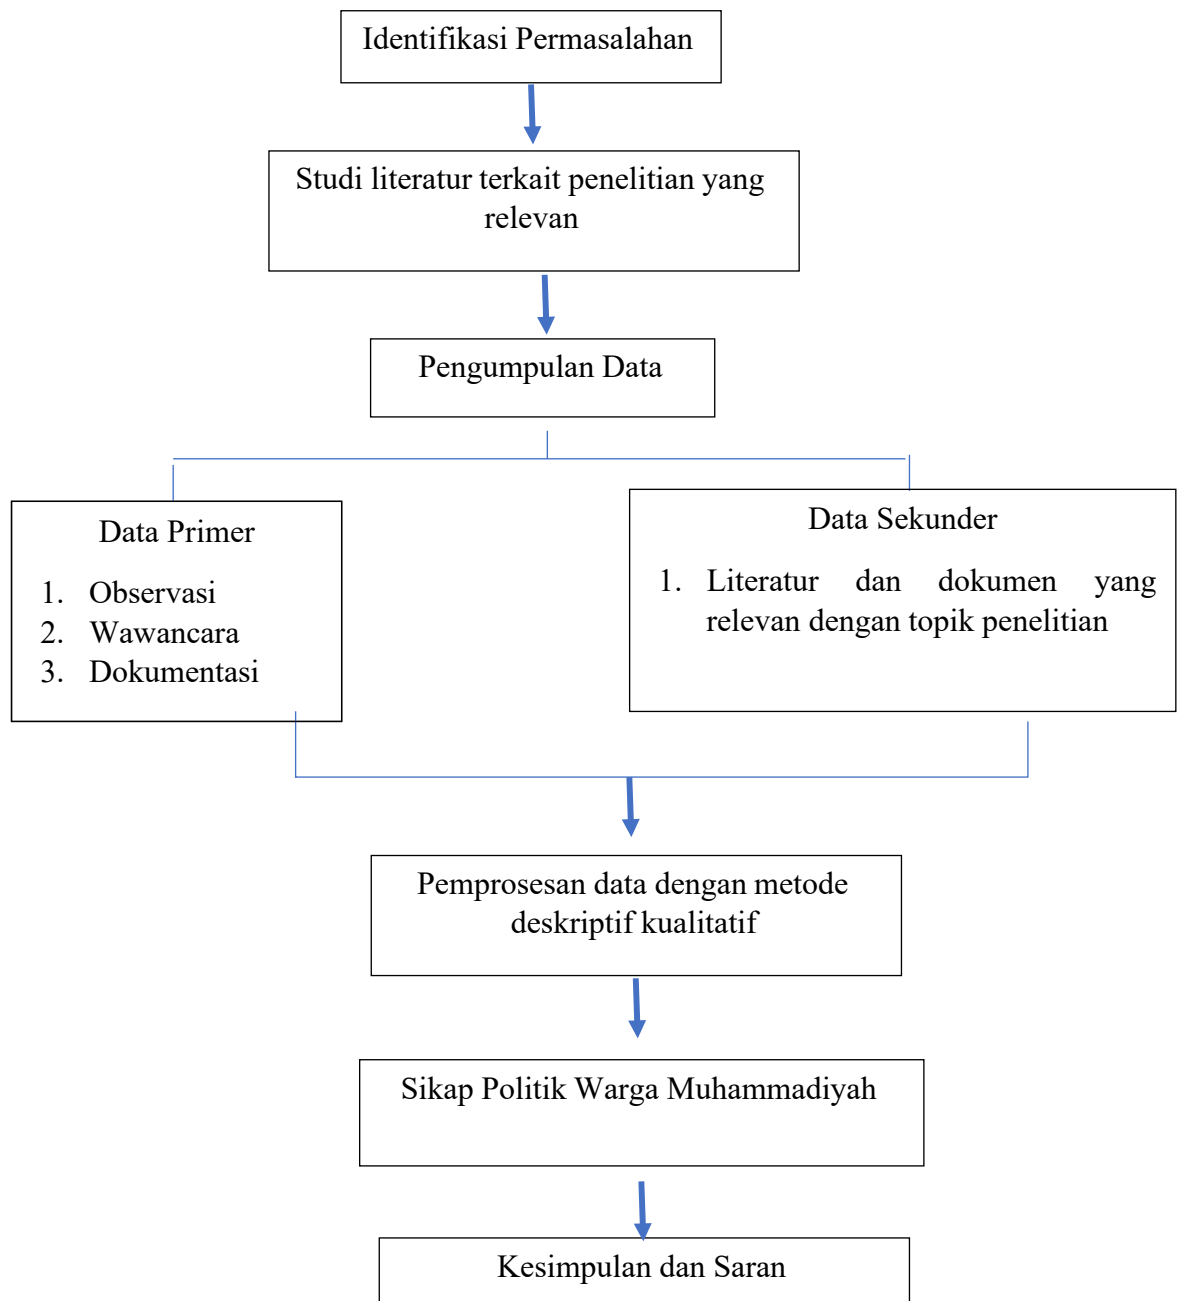 Identifikasi Permasalahan
Studi literatur terkait penelitian yang
relevan
Pengumpulan Data
Data Primer
1. Observasi
2. Wawancara
3. Dokumentasi
Data Sekunder
1. Literatur dan dokumen yang
relevan dengan topik penelitian
Pemprosesan data dengan metode
deskriptif kualitatif
Sikap Politik Warga Muhammadiyah
Kesimpulan dan Saran